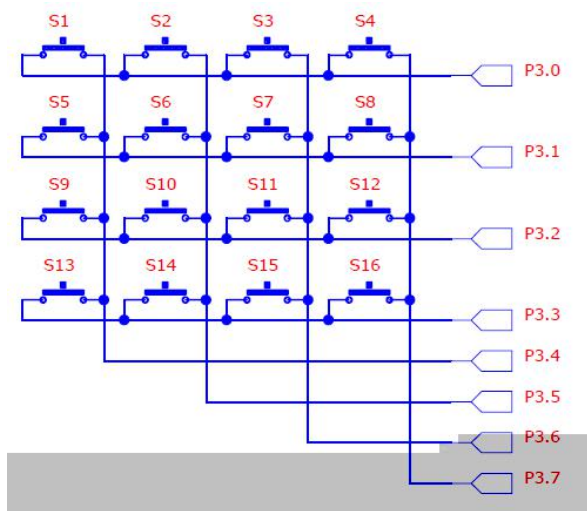 S1 S2 S3 S4
P3.0
S5 S6 S7 S8
P3.1
S9 S10 S11 S12
P3.2
S13 S14 S15 S16
P3.3
P3.4
P3.5
P3.6
P3.7